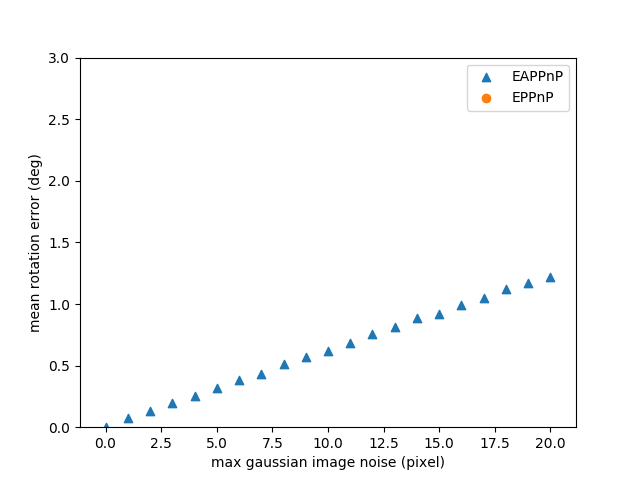 EAPPnP
EPPnP
mean rotation error (deg)
3.0
2.5
2.0
1.5
1.0
0.5
0.0
0.0 2.5 5.0 7.5 10.0 12.5 15.0 17.5 20.0
max gaussian image noise (pixel)